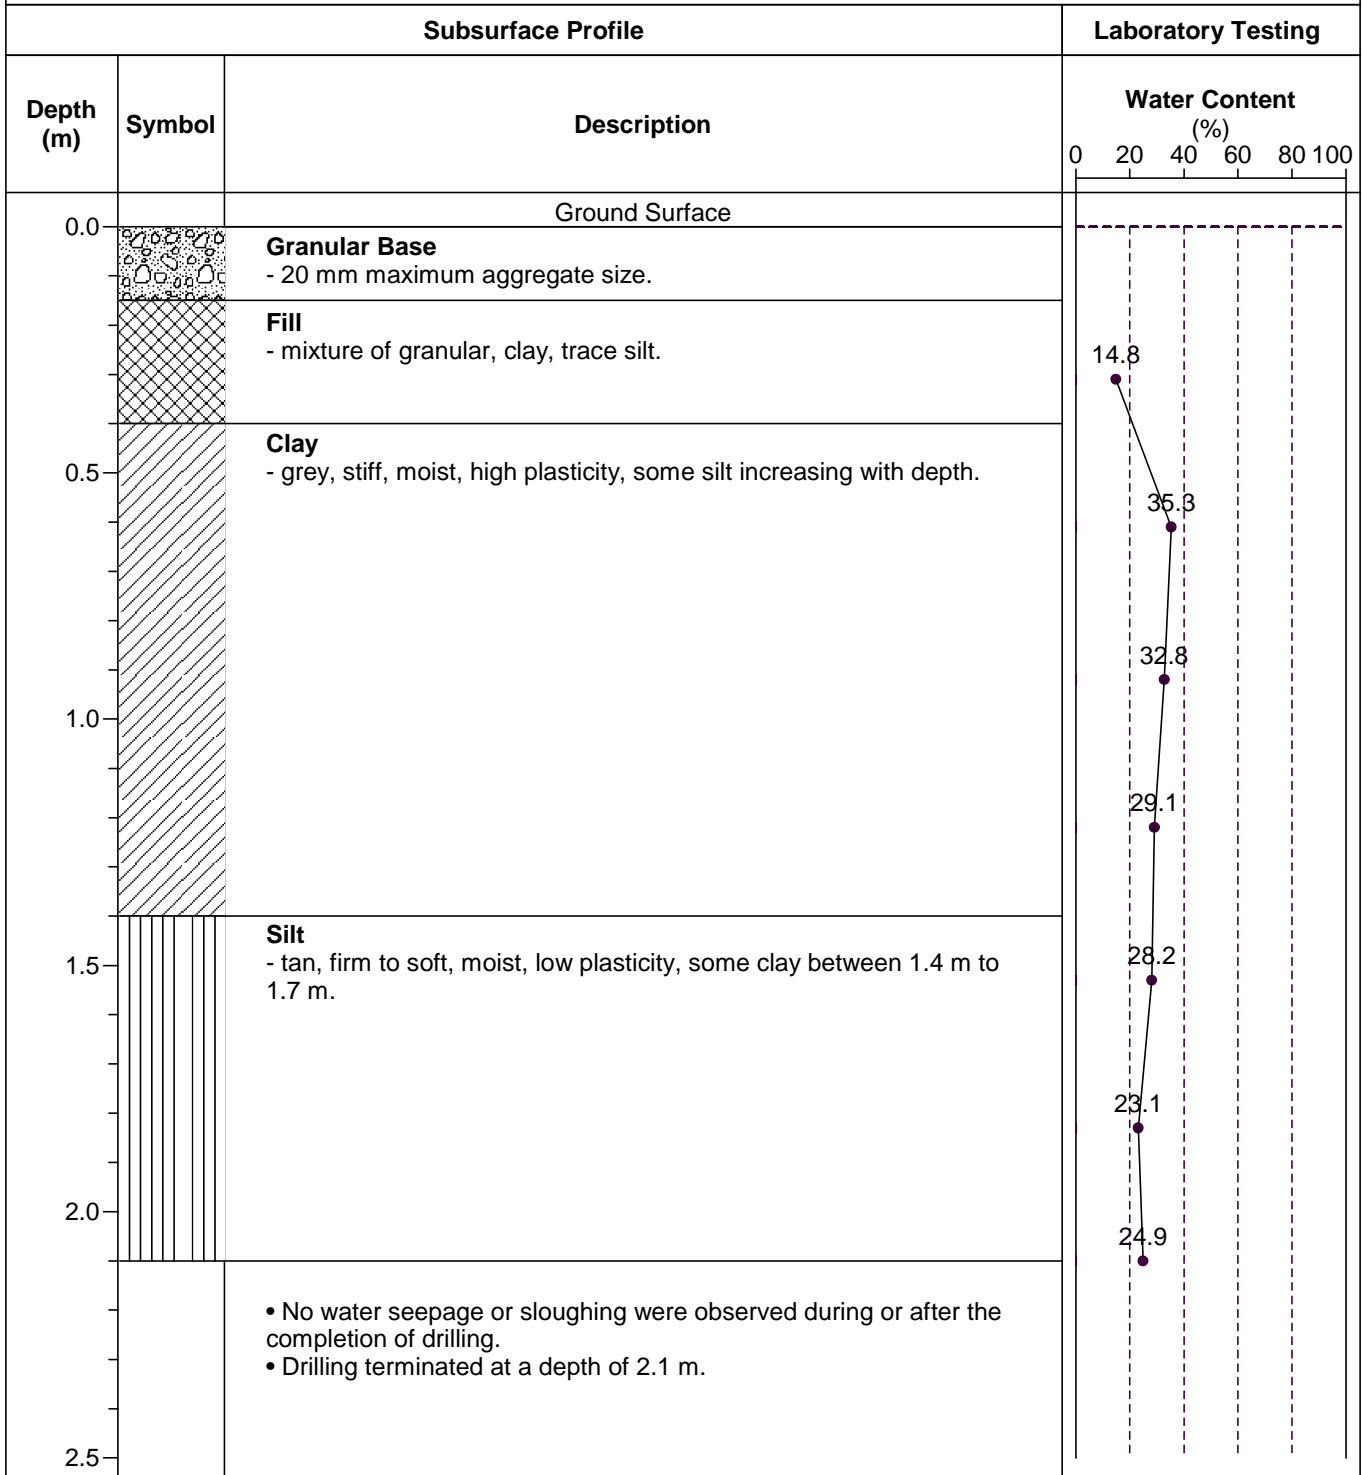 Subsurface Profile
Laboratory Testing
Depth
(m)
Symbol
Description
Water Content
(%)
0 20 40 60 80 100
Ground Surface
0.0
Granular Base
- 20 mm maximum aggregate size.
Fill
- mixture of granular, clay, trace silt.
14.8
Clay
- grey, stiff, moist, high plasticity, some silt increasing with depth.
0.5
35.3
32.8
1.0
29.1
Silt
- tan, firm to soft, moist, low plasticity, some clay between 1.4 m to
1.7 m.
1.5
28.2
23.1
2.0
24.9
• No water seepage or sloughing were observed during or after the
completion of drilling.
• Drilling terminated at a depth of 2.1 m.
2.5